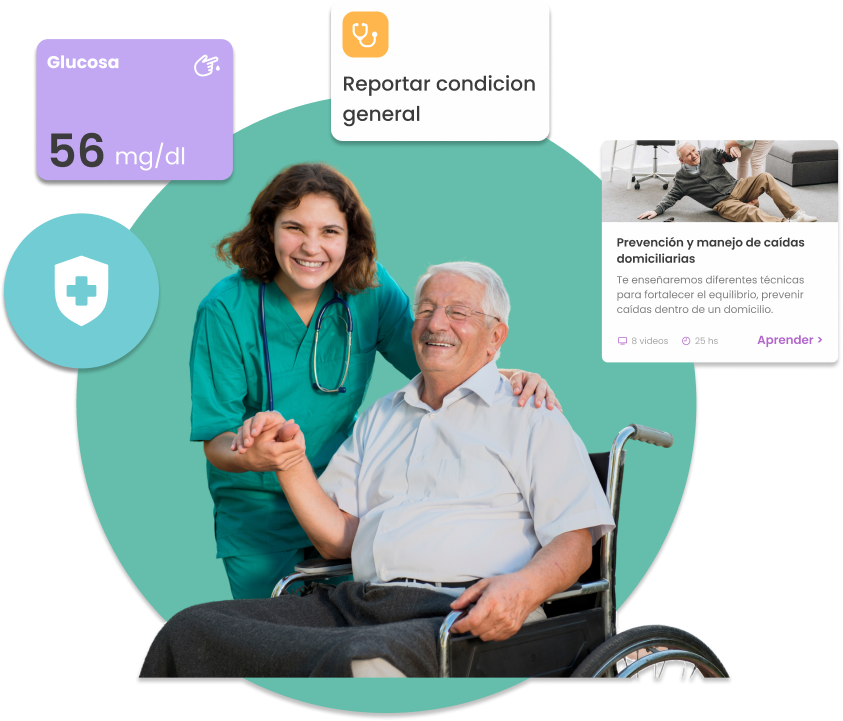 Glucosa
56 mg/dl
Reportar condicion
general
Prevención y manejo de caídas
domiciliarias
Te enseñaremos diferentes técnicas
para fortalecer el equilibrio, prevenir
caídas dentro de un domicilio.
8 videos 25 hs Aprender >